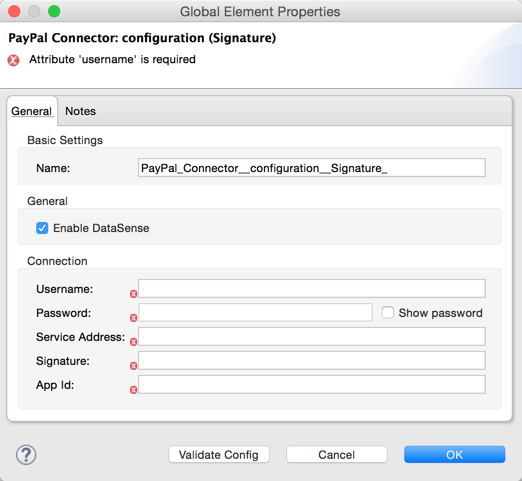 Global Element Properties
PayPal Connector: configuration (Signature)
Attribute 'username' is required
General Notes
Basic Settings
Name: PayPal_Connector__configuration__Signature_
General
Enable DataSense
Connection
Username:
Password: Show password
Service Address:
Signature:
App Id:
? Validate Config Cancel OK